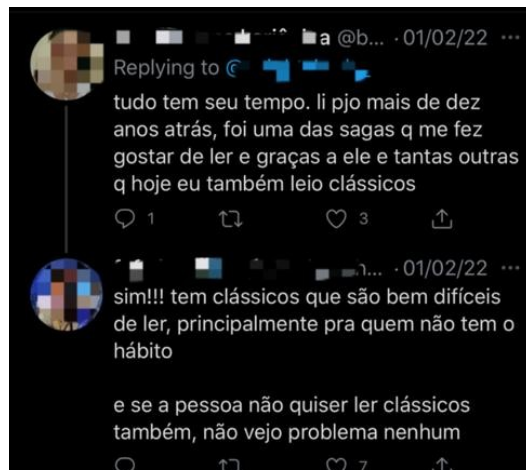 a @b... · 01/02/22
Replying to @
tudo tem seu tempo. li pjo mais de dez
anos atrás, foi uma das sagas q me fez
gostar de ler e graças a ele e tantas outras
q hoje eu também leio clássicos
1 3
... · 01/02/22
sim!!! tem clássicos que são bem difíceis
de ler, principalmente pra quem não tem o
hábito
e se a pessoa não quiser ler clássicos
também, não vejo problema nenhum
7